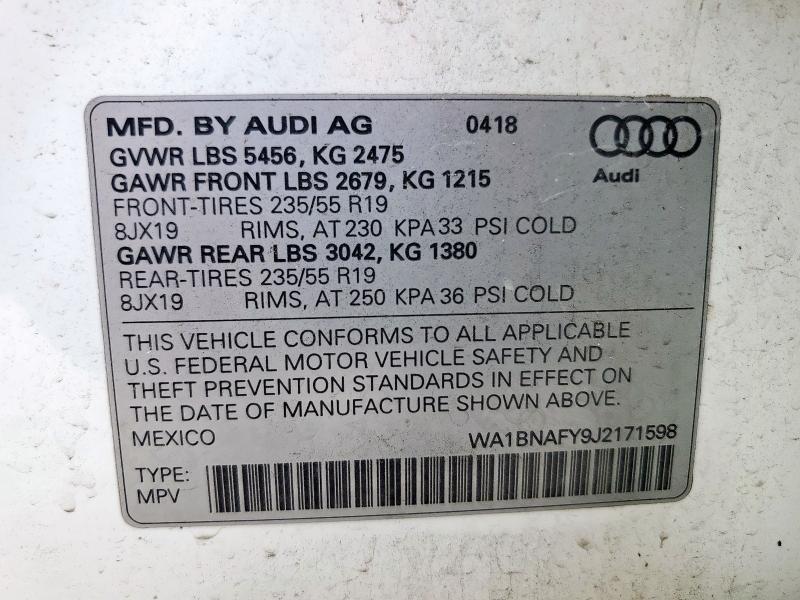 MFD. BY AUDI AG 0418
Audi
GVWR LBS 5456, KG 2475
GAWR FRONT LBS 2679, KG 1215
FRONT-TIRES 235/55 R19
8JX19 RIMS, AT 230 KPA 33 PSI COLD
GAWR REAR LBS 3042, KG 1380
REAR-TIRES 235/55 R19
8JX19 RIMS, AT 250 KPA 36 PSI COLD
THIS VEHICLE CONFORMS TO ALL APPLICABLE
U.S. FEDERAL MOTOR VEHICLE SAFETY AND
THEFT PREVENTION STANDARDS IN EFFECT ON
THE DATE OF MANUFACTURE SHOWN ABOVE.
MEXICO WA1BNAFY9J2171598
TYPE:
MPV